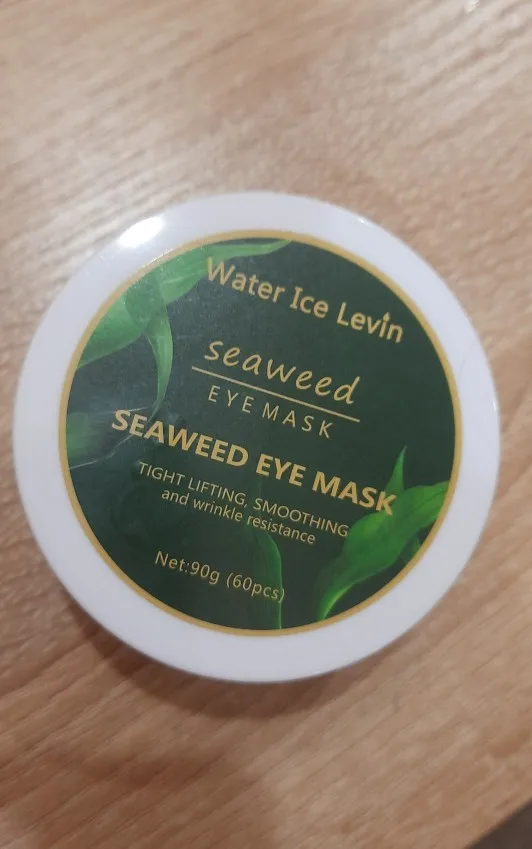 Water Ice Levin
seaweed
EYE MASK
SEAWEED EYE MASK
TIGHT LIFTING, SMOOTHING
and wrinkle resistance
Net:90g (60pcs)